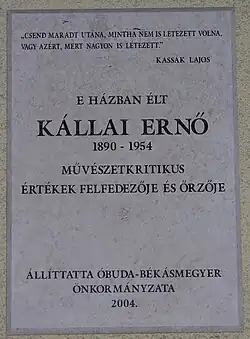 „CSEND MARADT UTÁNA, MINTHA NEM IS LÉTEZETT VOLNA,
VAGY AZÉRT, MERT NAGYON IS LÉTEZETT."
KASSÁK LAJOS
E HÁZBAN ÉLT
KÁLLAI ERNŐ
1890 - 1954
MŰVÉSZETKRITIKUS
ÉRTÉKEK FELFEDEZŐJE ÉS ŐRZŐJE
ÁLLÍTTATTA ÓBUDA-BÉKÁSMEGYER
ÖNKORMÁNYZATA
2004.